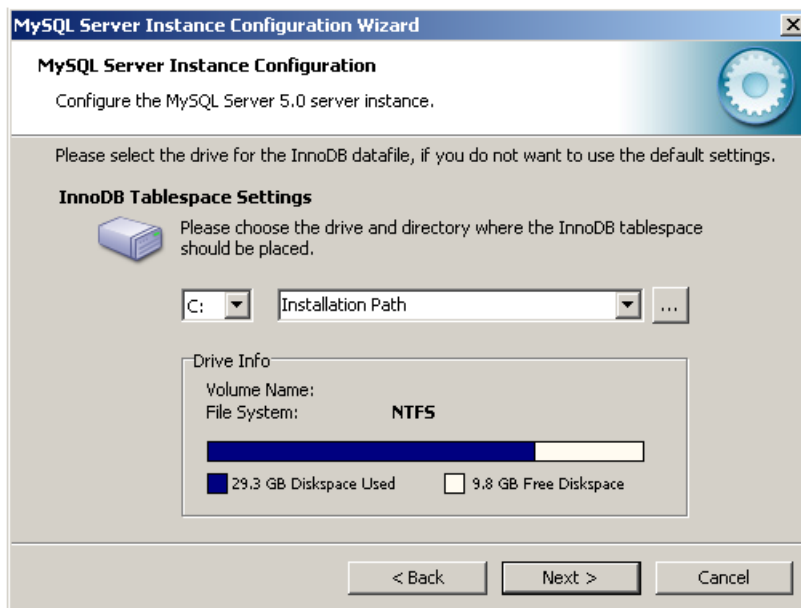 MySQL Server Instance Configuration Wizard
MySQL Server Instance Configuration
Configure the MySQL Server 5.0 server instance.
Please select the drive for the InnoDB datafile, if you do not want to use the default settings.
InnoDB Tablespace Settings
Please choose the drive and directory where the InnoDB tablespace
should be placed.
C: Installation Path ...
Drive Info
Volume Name:
File System: NTFS
29.3 GB Diskspace Used 9.8 GB Free Diskspace
< Back Next > Cancel